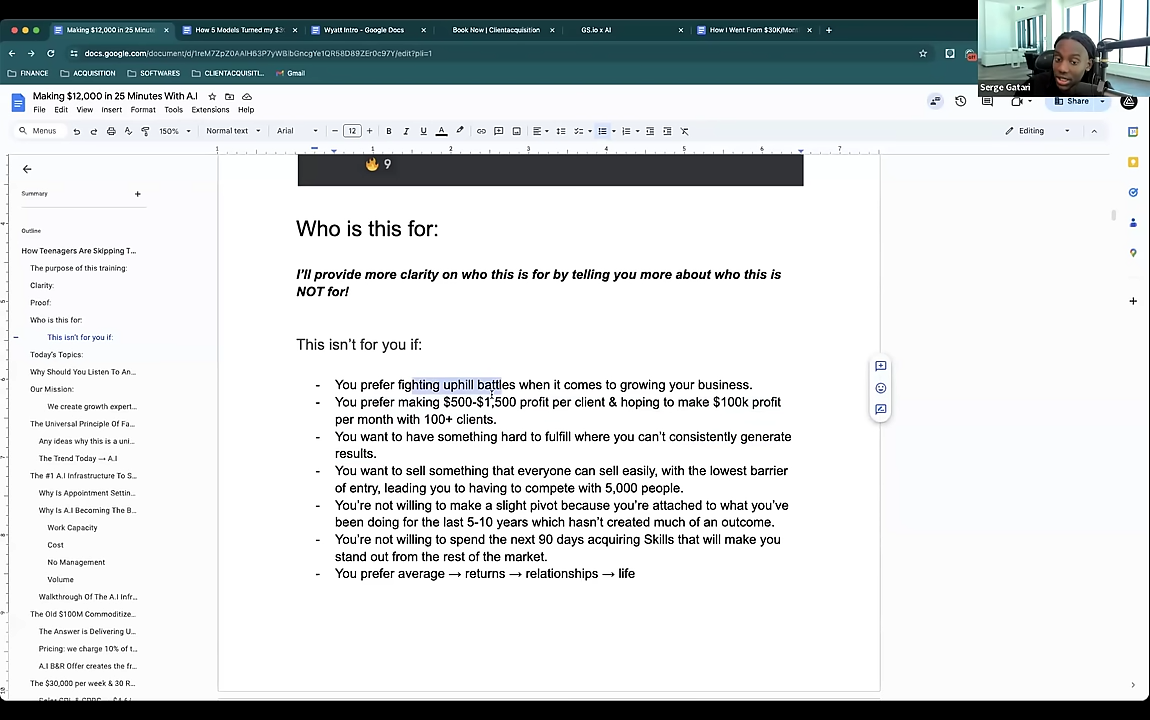 Making $12,000 in 25 Minute
How 5 Models Turned my $3
Wyatt Intro - Google Docs
Book Now | Clientacquisition
GS.io x AI
How I Went From $30K/Mon
Serge Gatari
FINANCE
ACQUISITION
SOFTWARES
CLIENTACQUISITI...
Gmail
Making $12,000 in 25 Minutes With A.I
File Edit View Insert Format Tools Extensions Help
Share
Menus
150%
Normal text
Arial
12
Editing
1 1 2 3 4 5 6 7
Summary
Outline
How Teenagers Are Skipping T...
The purpose of this training:
Clarity:
Proof:
Who is this for:
This isn't for you if:
Today's Topics:
Why Should You Listen To An...
Our Mission:
We create growth expert...
The Universal Principle Of Fa...
Any ideas why this is a uni...
The Trend Today → A.I
The #1 A.I Infrastructure To S...
Why Is Appointment Settin...
Why Is A.I Becoming The B...
Work Capacity
Cost
No Management
Volume
Walkthrough Of The A.I Infr...
The Old $100M Commoditize...
The Answer is Delivering U...
Pricing: we charge 10% of t...
A.I B&R Offer creates the fr...
The $30,000 per week & 30 R...
9
Who is this for:
I'll provide more clarity on who this is for by telling you more about who this is
NOT for!
This isn't for you if:
- You prefer fighting uphill battles when it comes to growing your business.
- You prefer making $500-$1,500 profit per client & hoping to make $100k profit
per month with 100+ clients.
- You want to have something hard to fulfill where you can't consistently generate
results.
- You want to sell something that everyone can sell easily, with the lowest barrier
of entry, leading you to having to compete with 5,000 people.
- You're not willing to make a slight pivot because you're attached to what you've
been doing for the last 5-10 years which hasn't created much of an outcome.
- You're not willing to spend the next 90 days acquiring Skills that will make you
stand out from the rest of the market.
- You prefer average → returns → relationships → life